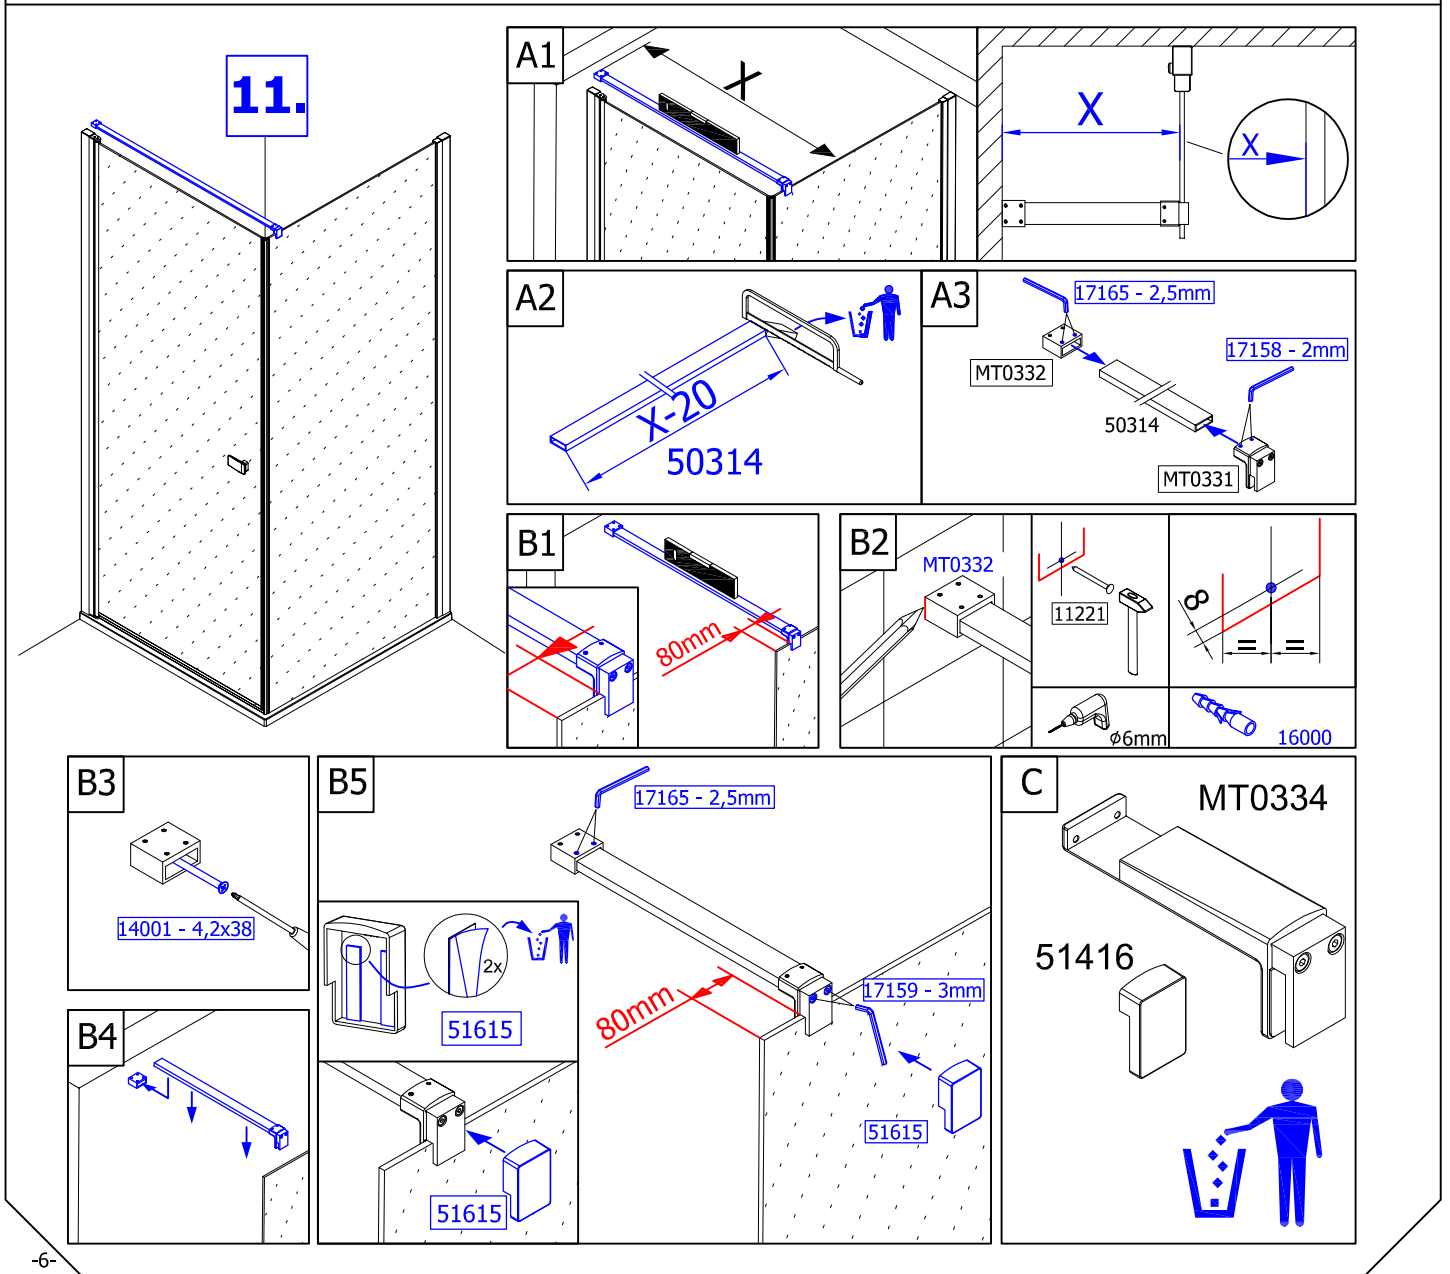 11.
A1
X
X
X
A2
X-20
50314
A3
17165 - 2,5mm
17158 - 2mm
MT0332
50314
MT0331
B1
80mm
B2
MT0332
11221
8
=
=
ϕ6mm
16000
B3
14001 - 4,2x38
B4
B5
17165 - 2,5mm
2x
51615
80mm
17159 - 3mm
51615
51615
C
MT0334
51416
-6-